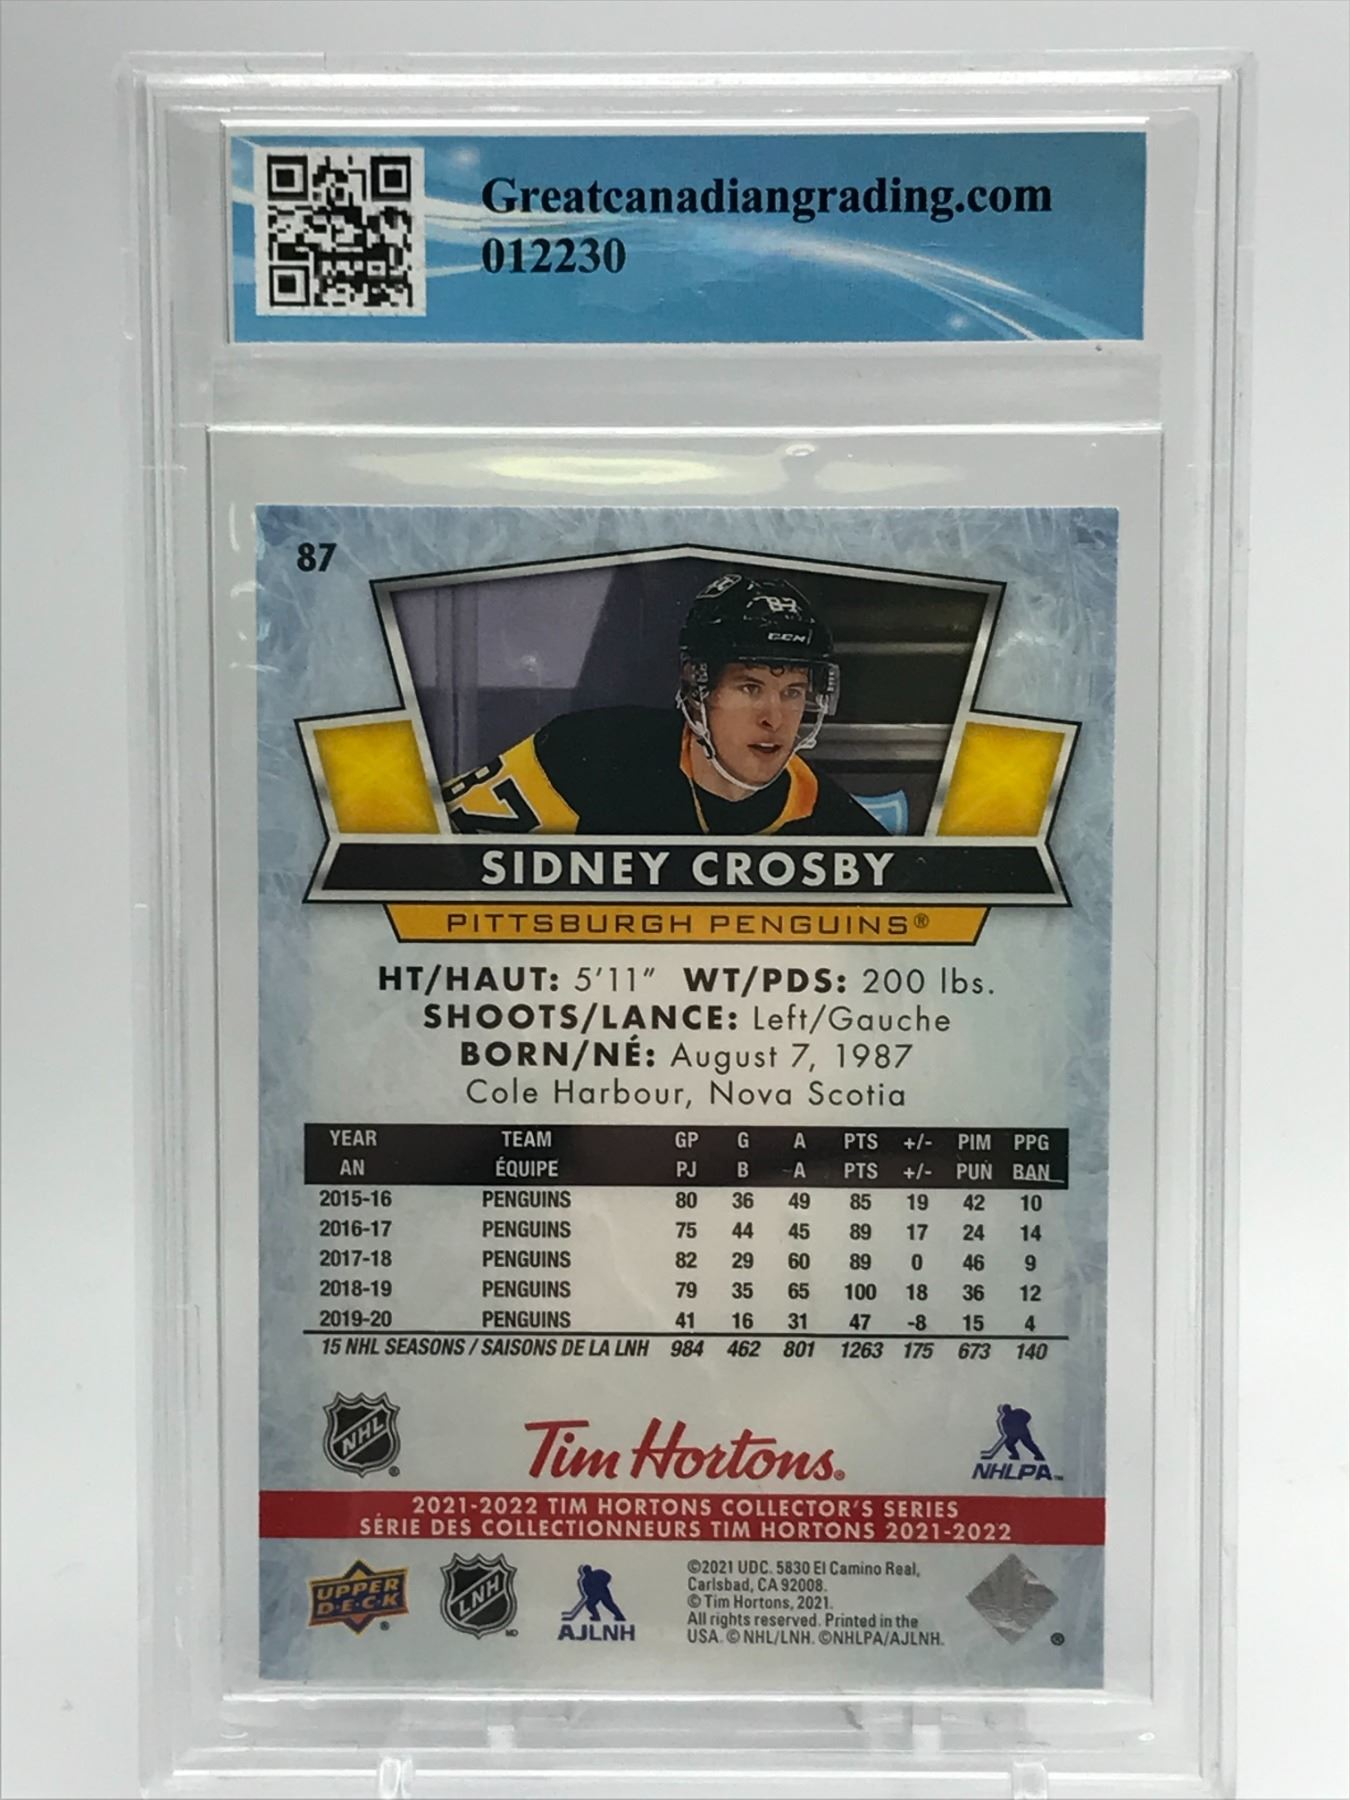 Greatcanadiangrading.com
012230
87
87
CCM
87
SIDNEY CROSBY
PITTSBURGH PENGUINS®
HT/HAUT: 5'11" WT/PDS: 200 lbs.
SHOOTS/LANCE: Left/Gauche
BORN/NÉ: August 7, 1987
Cole Harbour, Nova Scotia
YEAR TEAM GP G A PTS +/- PIM PPG
AN ÉQUIPE PJ B A PTS +/- PUN BAN
2015-16 PENGUINS 80 36 49 85 19 42 10
2016-17 PENGUINS 75 44 45 89 17 24 14
2017-18 PENGUINS 82 29 60 89 0 46 9
2018-19 PENGUINS 79 35 65 100 18 36 12
2019-20 PENGUINS 41 16 31 47 -8 15 4
15 NHL SEASONS / SAISONS DE LA LNH 984 462 801 1263 175 673 140
NHL ®
Tim Hortons®
NHLPA™
2021-2022 TIM HORTONS COLLECTOR'S SERIES
SÉRIE DES COLLECTIONNEURS TIM HORTONS 2021-2022
UPPER
D·E·C·K ®
LNH MD
AJLNH
©2021 UDC. 5830 El Camino Real,
Carlsbad, CA 92008.
© Tim Hortons, 2021.
All rights reserved. Printed in the
USA. © NHL/LNH. ©NHLPA/AJLNH.
®